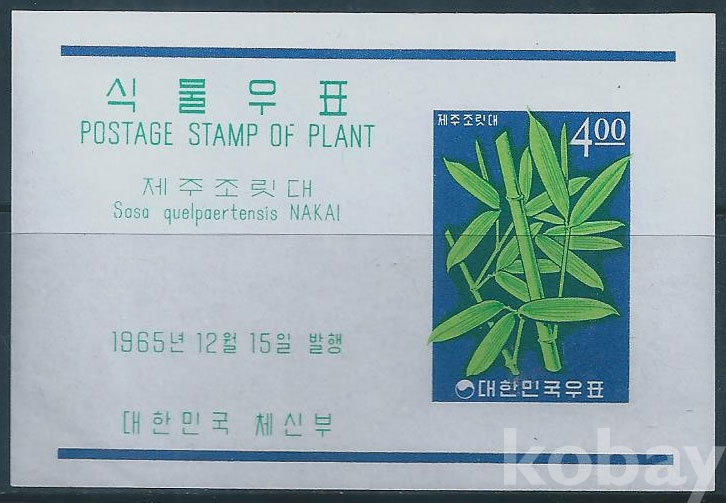 식물우표
POSTAGE STAMP OF PLANT
제주조릿대
Sasa quelpaertensis NAKAI
1965년 12월 15일 발행
대한민국 체신부
제주조릿대
4.00
대한민국우표
kobay